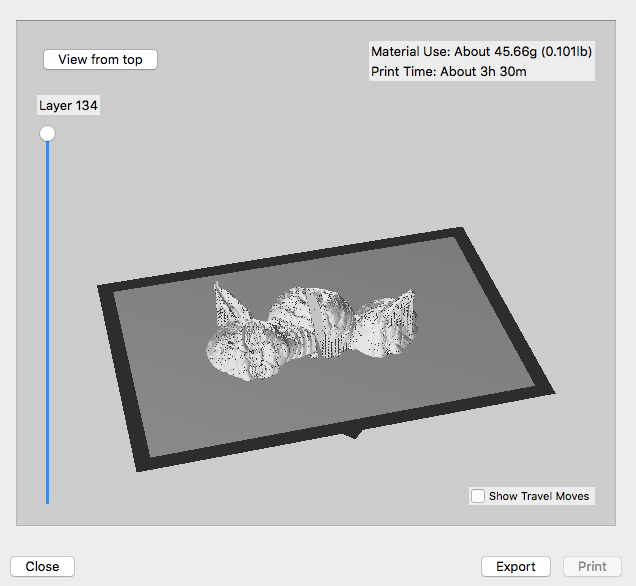 View from top
Material Use: About 45.66g (0.101lb)
Print Time: About 3h 30m
Layer 134
Show Travel Moves
Close
Export
Print